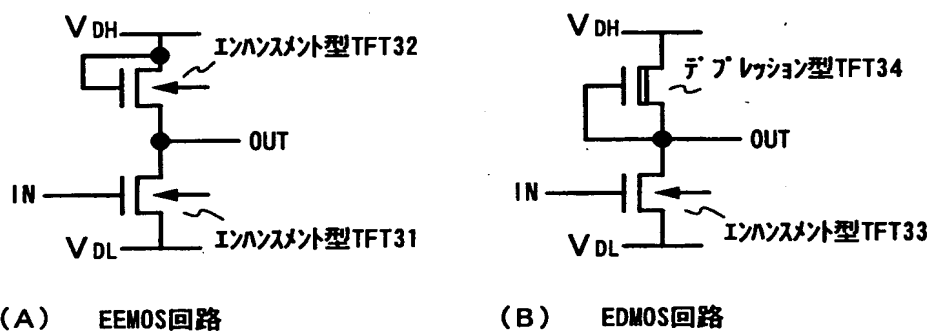 VDH
エンハンスメント型TFT32
OUT
IN
エンハンスメント型TFT31
VDL
(A) EEMOS回路
VDH
デプレッション型TFT34
OUT
IN
エンハンスメント型TFT33
VDL
(B) EDMOS回路